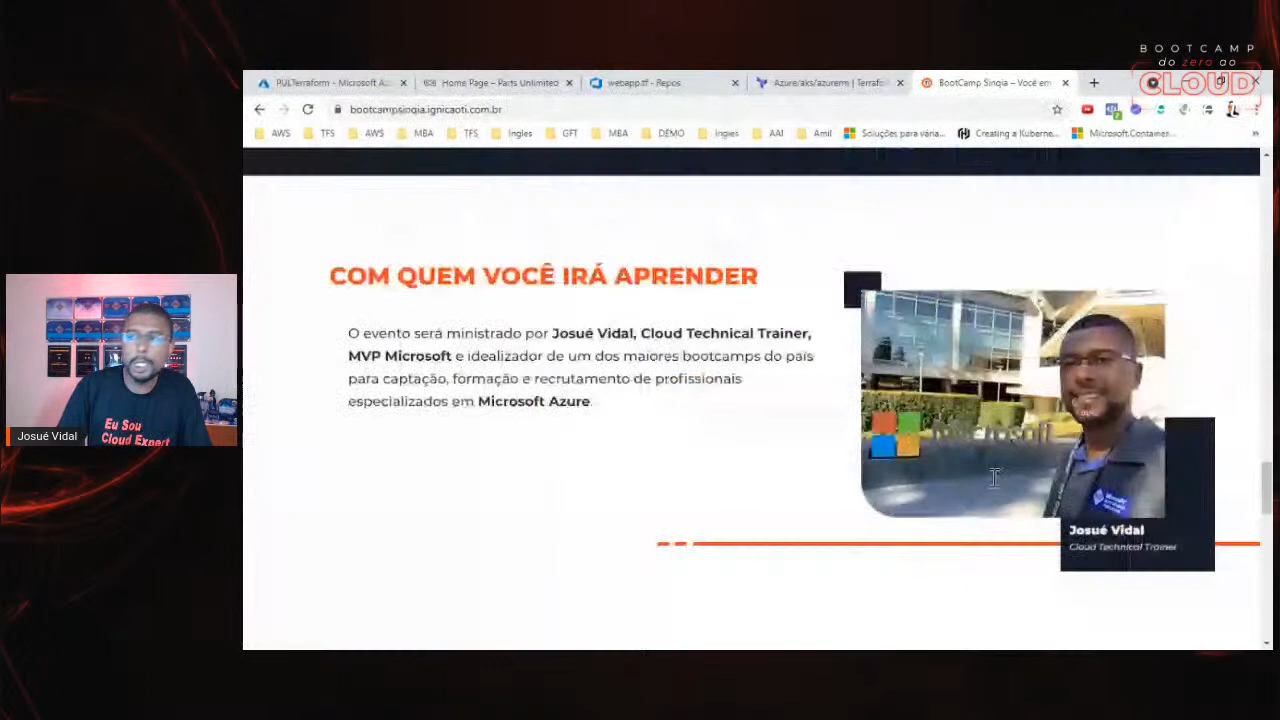 BOOTCAMP
do zero ao
CLOUD
PULTerraform - Microsoft Az
Home Page – Parts Unlimited
webapp.tf - Repos
Azure/aks/azurerm | Terrafo
BootCamp Sinqia – Você em
bootcampsinqia.ignicaoti.com.br
AWS
TFS
AWS
MBA
TFS
Ingles
GFT
MBA
DEMO
Ingles
AAI
Amil
Soluções para vária...
Creating a Kuberne...
Microsoft.Container...
COM QUEM VOCÊ IRÁ APRENDER
O evento será ministrado por Josué Vidal, Cloud Technical Trainer,
MVP Microsoft e idealizador de um dos maiores bootcamps do país
para captação, formação e recrutamento de profissionais
especializados em Microsoft Azure.
Josué Vidal
Cloud Technical Trainer
Eu Sou
Cloud Expert
Josué Vidal